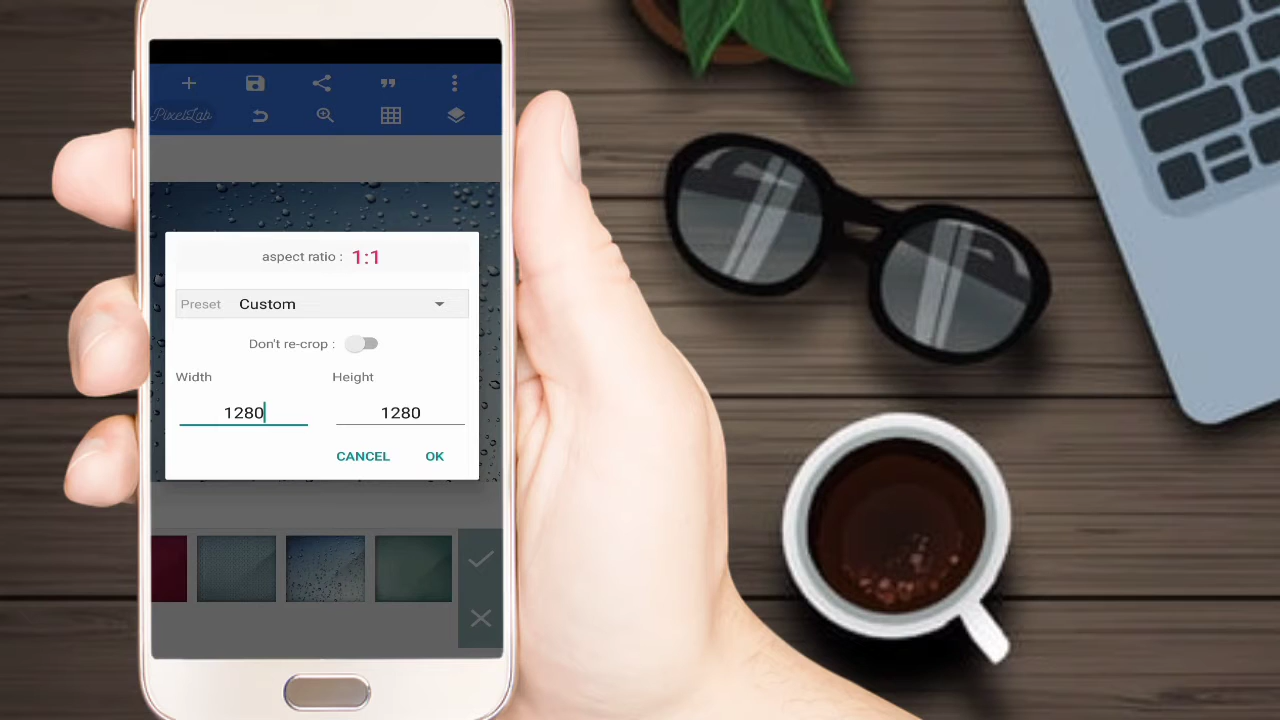 PixelLab
aspect ratio : 1:1
Preset Custom
Don't re-crop :
Width Height
1280 1280
CANCEL OK